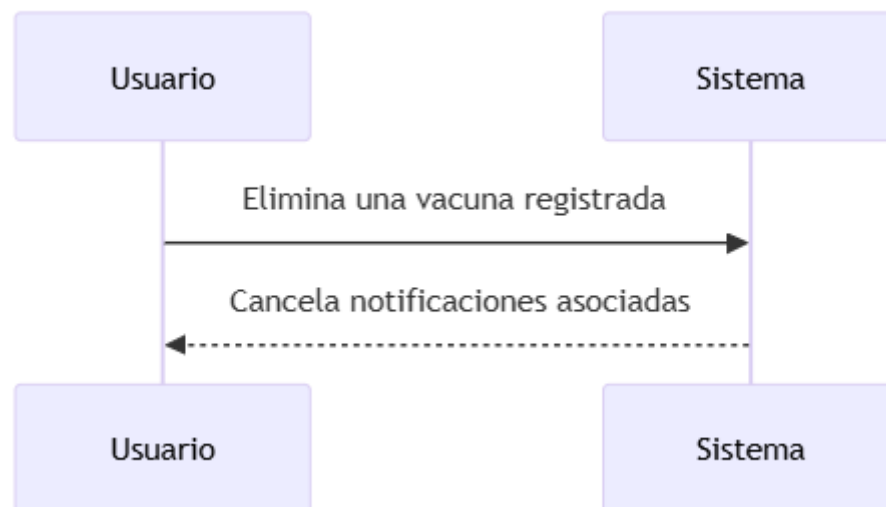 Usuario
Sistema
Elimina una vacuna registrada
Cancela notificaciones asociadas
Usuario
Sistema